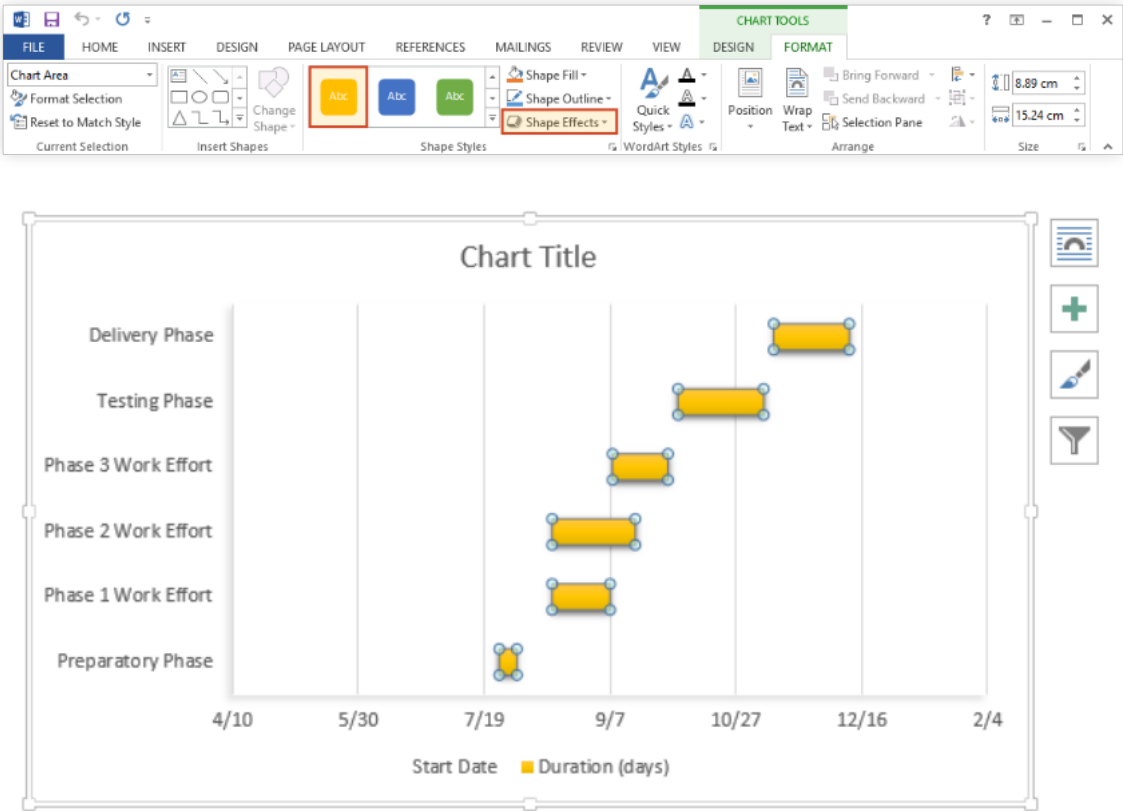 W
?
CHART TOOLS
FILE HOME INSERT DESIGN PAGE LAYOUT REFERENCES MAILINGS REVIEW VIEW DESIGN FORMAT
Chart Area
Format Selection
Reset to Match Style
Current Selection
Change
Shape
Insert Shapes
Abc Abc Abc
Shape Fill
Shape Outline
Shape Effects
Shape Styles
A A A A
Quick
Styles
WordArt Styles
Position
Wrap
Text
Bring Forward
Send Backward
Selection Pane
Arrange
8.89 cm
15.24 cm
Size
Chart Title
Delivery Phase
Testing Phase
Phase 3 Work Effort
Phase 2 Work Effort
Phase 1 Work Effort
Preparatory Phase
4/10 5/30 7/19 9/7 10/27 12/16 2/4
Start Date Duration (days)